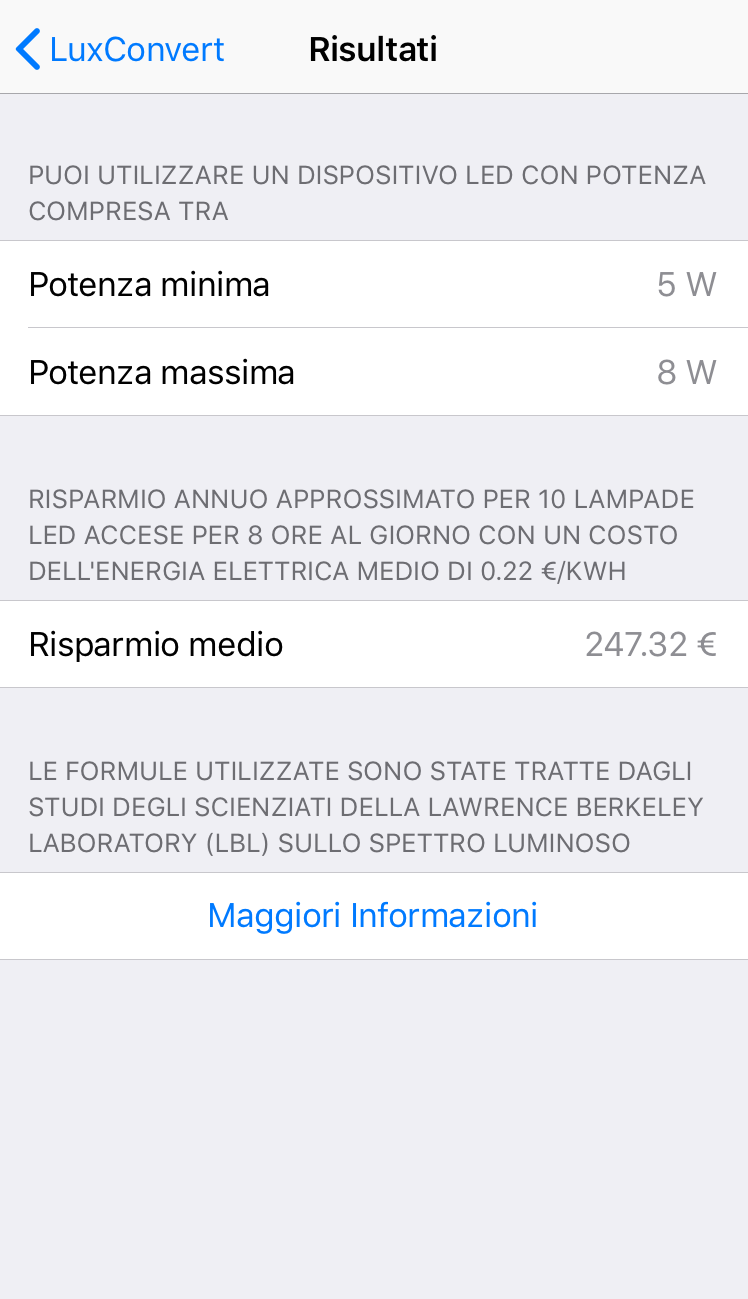 LuxConvert Risultati
PUOI UTILIZZARE UN DISPOSITIVO LED CON POTENZA
COMPRESA TRA
Potenza minima 5 W
Potenza massima 8 W
RISPARMIO ANNUO APPROSSIMATO PER 10 LAMPADE
LED ACCESE PER 8 ORE AL GIORNO CON UN COSTO
DELL'ENERGIA ELETTRICA MEDIO DI 0.22 €/KWH
Risparmio medio 247.32 €
LE FORMULE UTILIZZATE SONO STATE TRATTE DAGLI
STUDI DEGLI SCIENZIATI DELLA LAWRENCE BERKELEY
LABORATORY (LBL) SULLO SPETTRO LUMINOSO
Maggiori Informazioni